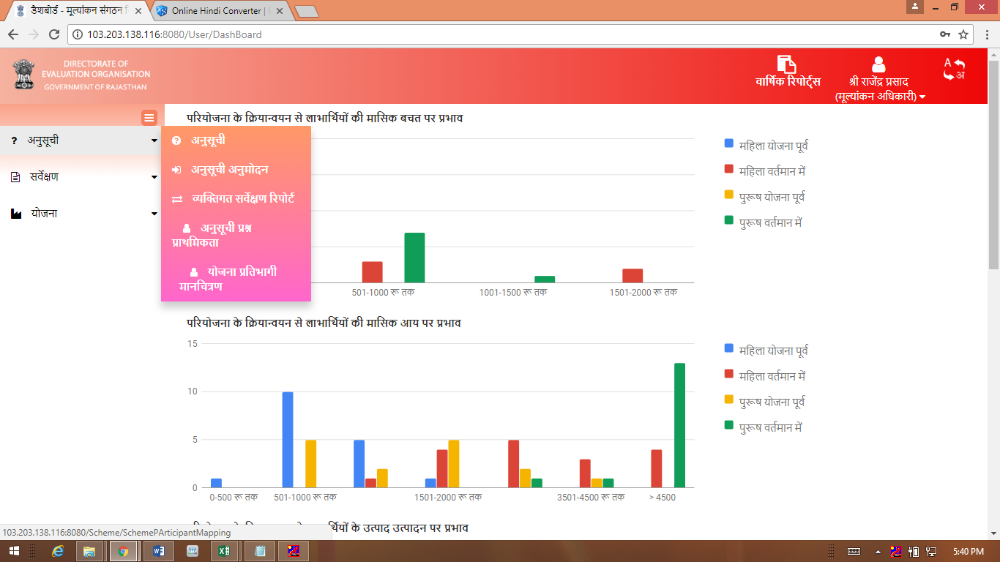 डैशबोर्ड - मूल्यांकन संगठन
Online Hindi Converter |
103.203.138.116:8080/User/DashBoard
DIRECTORATE OF
EVALUATION ORGANISATION
GOVERNMENT OF RAJASTHAN
वार्षिक रिपोर्ट्स
श्री राजेंद्र प्रसाद
(मूल्यांकन अधिकारी)
A
अ
अनुसूची
सर्वेक्षण
योजना
अनुसूची
अनुसूची अनुमोदन
व्यक्तिगत सर्वेक्षण रिपोर्ट
अनुसूची प्रश्न
प्राथमिकता
योजना प्रतिभागी
मानचित्रण
परियोजना के क्रियान्वयन से लाभार्थियों की मासिक बचत पर प्रभाव
501-1000 रू तक
1001-1500 रू तक
1501-2000 रू तक
महिला योजना पूर्व
महिला वर्तमान में
पुरूष योजना पूर्व
पुरूष वर्तमान में
परियोजना के क्रियान्वयन से लाभार्थियों की मासिक आय पर प्रभाव
15
10
5
0
0-500 रू तक
501-1000 रू तक
1501-2000 रू तक
3501-4500 रू तक
> 4500
महिला योजना पूर्व
महिला वर्तमान में
पुरूष योजना पूर्व
पुरूष वर्तमान में
के उत्पाद उत्पादन पर प्रभाव
103.203.138.116:8080/Scheme/SchemePArticipantMapping
5:40 PM